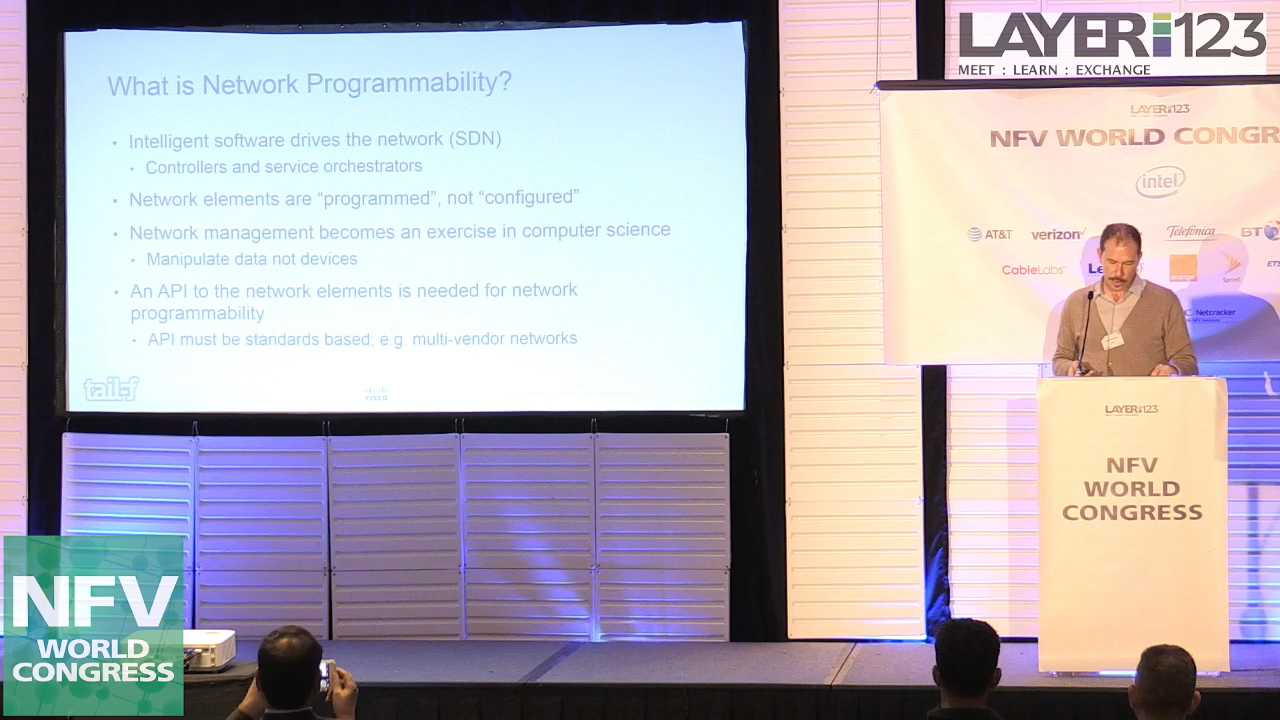 What is Network Programmability?
• Intelligent software drives the network (SDN)
• Controllers and service orchestrators
• Network elements are “programmed”, not “configured”
• Network management becomes an exercise in computer science
• Manipulate data not devices
• An API to the network elements is needed for network
programmability
• API must be standards based; e.g. multi-vendor networks
tail-f
CISCO
LAYER123
MEET : LEARN : EXCHANGE
LAYER123
NFV WORLD CONGR
intel
AT&T verizon Telefonica BT
CableLabs orange Sprint ETS
Netcracker
LAYER123
NFV
WORLD
CONGRESS
NFV
WORLD
CONGRESS